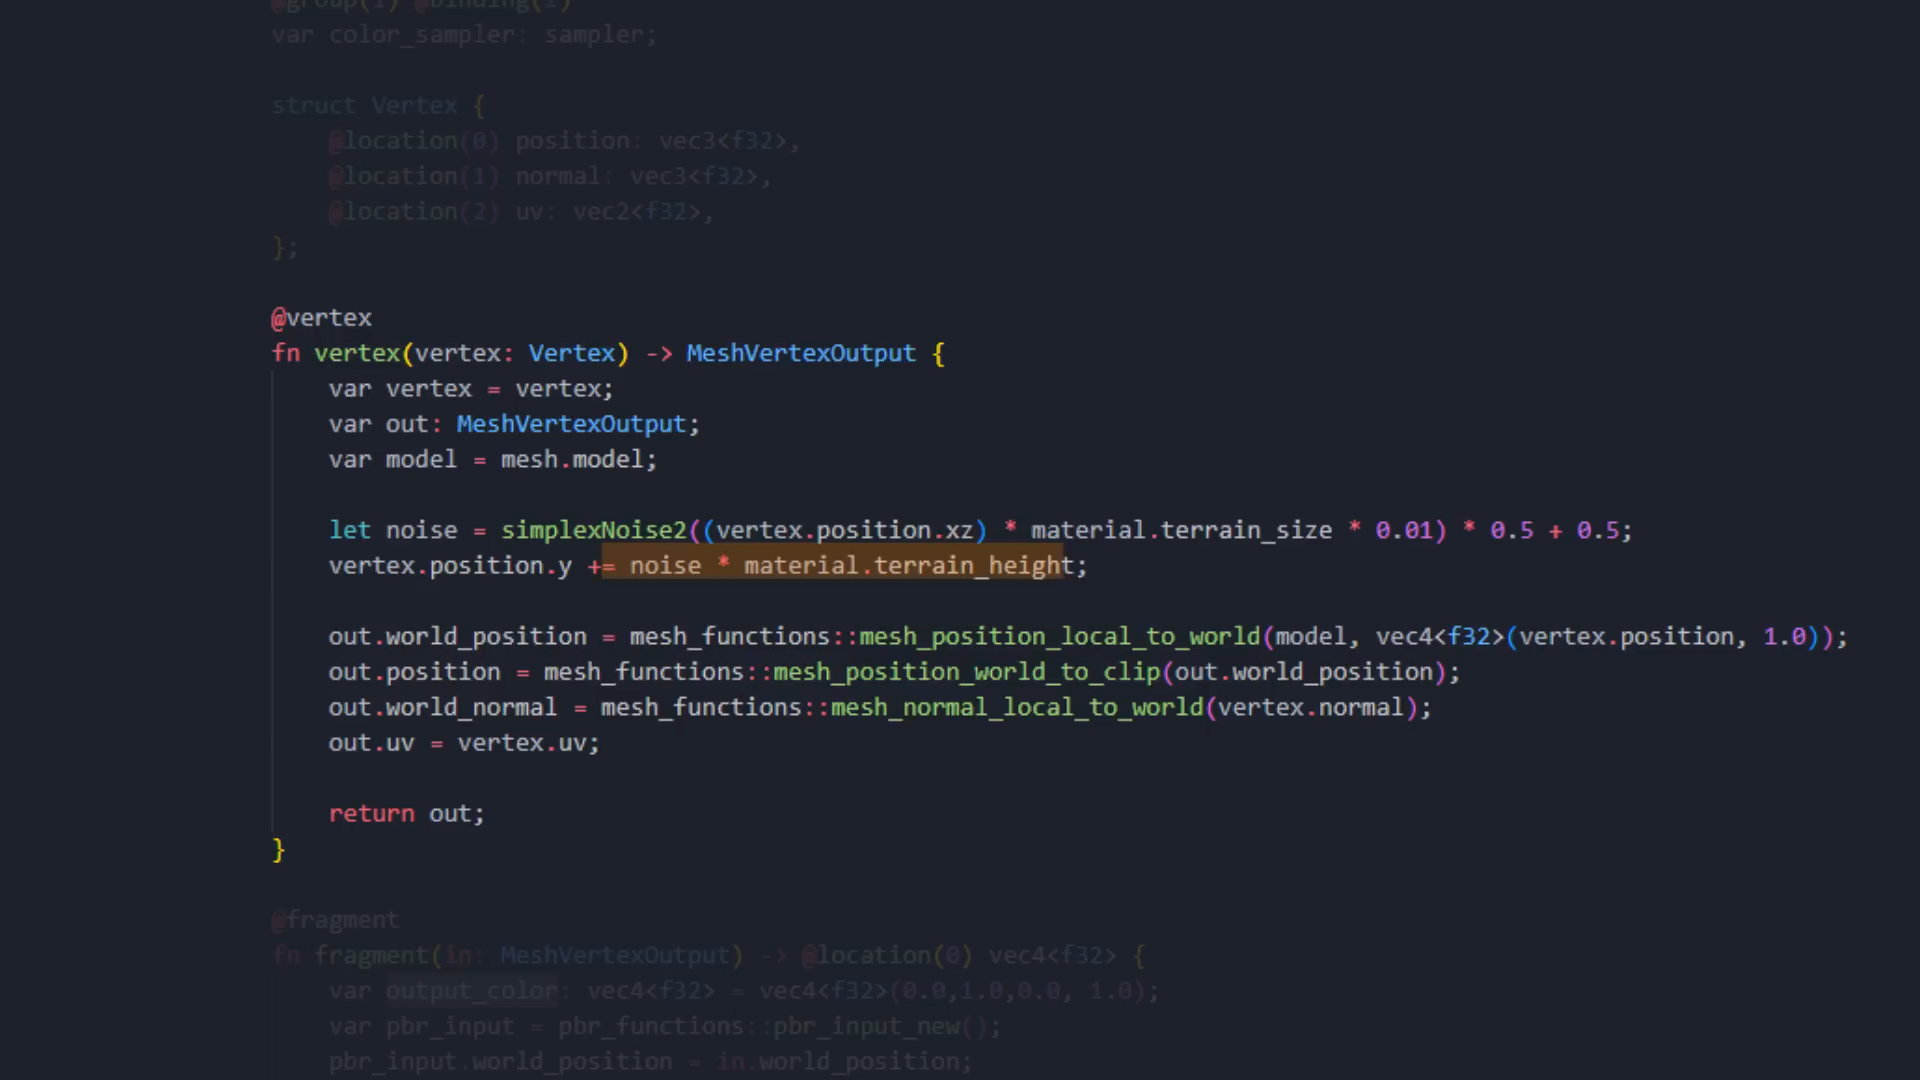 @group(1) @binding(2)
var color_sampler: sampler;
struct Vertex {
@location(0) position: vec3<f32>,
@location(1) normal: vec3<f32>,
@location(2) uv: vec2<f32>,
};
@vertex
fn vertex(vertex: Vertex) -> MeshVertexOutput {
var vertex = vertex;
var out: MeshVertexOutput;
var model = mesh.model;
let noise = simplexNoise2((vertex.position.xz) * material.terrain_size * 0.01) * 0.5 + 0.5;
vertex.position.y += noise * material.terrain_height;
out.world_position = mesh_functions::mesh_position_local_to_world(model, vec4<f32>(vertex.position, 1.0));
out.position = mesh_functions::mesh_position_world_to_clip(out.world_position);
out.world_normal = mesh_functions::mesh_normal_local_to_world(vertex.normal);
out.uv = vertex.uv;
return out;
}
@fragment
fn fragment(in: MeshVertexOutput) -> @location(0) vec4<f32> {
var output_color: vec4<f32> = vec4<f32>(0.0,1.0,0.0, 1.0);
var pbr_input = pbr_functions::pbr_input_new();
pbr_input.world_position = in.world_position;